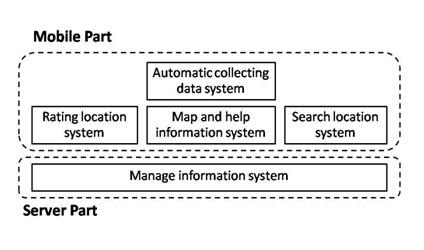 Mobile Part
Automatic collecting
data system
Rating location
system
Map and help
information system
Search location
system
Manage information system
Server Part